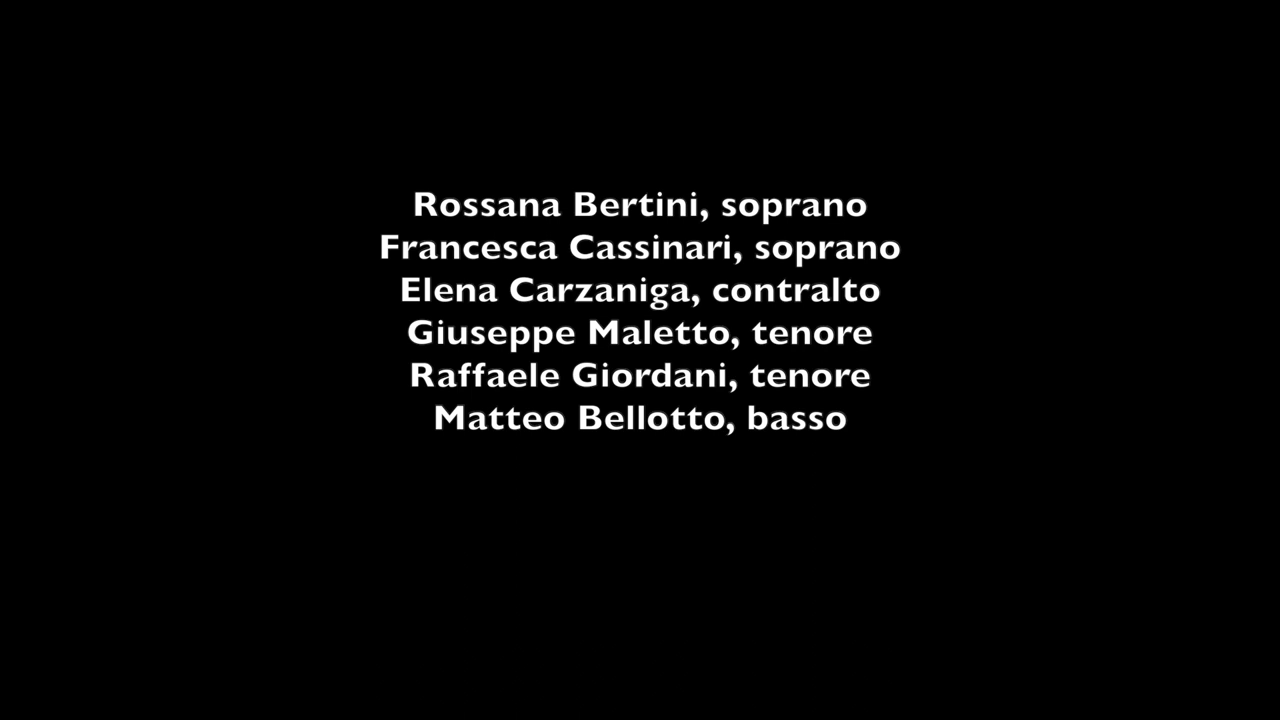 Rossana Bertini, soprano
Francesca Cassinari, soprano
Elena Carzaniga, contralto
Giuseppe Maletto, tenore
Raffaele Giordani, tenore
Matteo Bellotto, basso